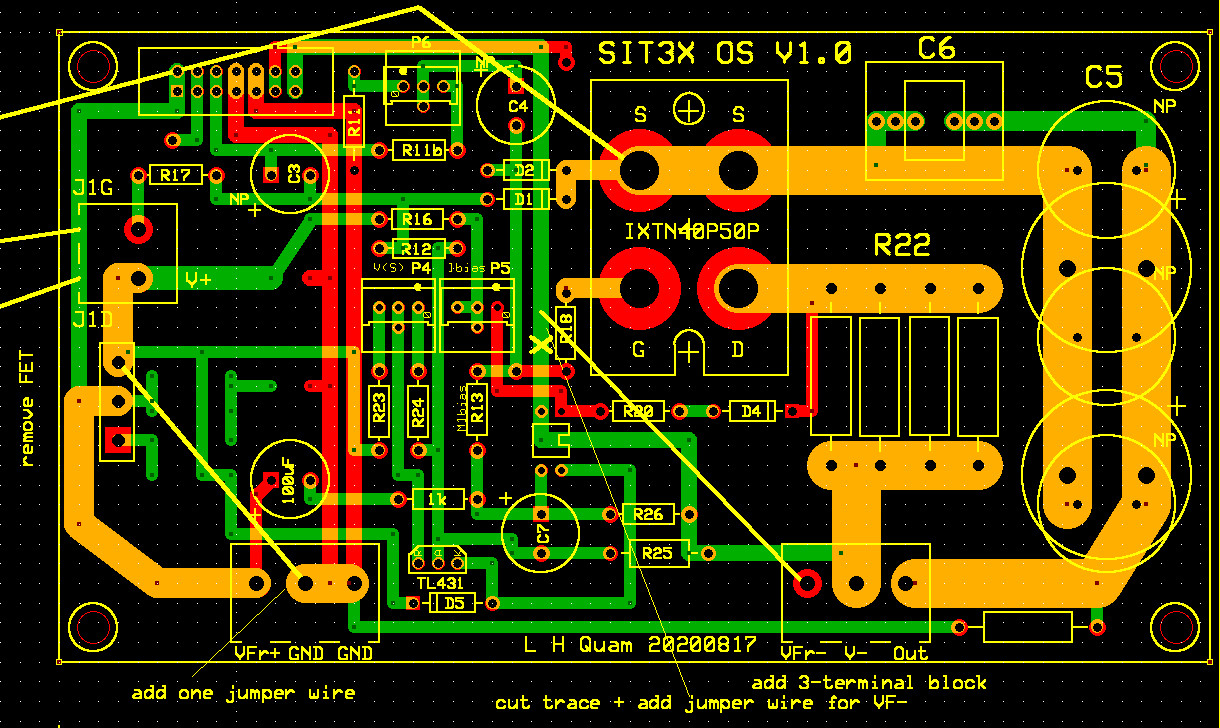 P6
NP
SIT3X OS V1.0
C6
C5
NP
C4
S S
R11b
R17
C3
D2
J1G
NP
D1
R16
IXTN40P50P
R12
R22
V(S) P4 Ibias P5
V+
NP
J1D
R18
G D
remove FET
R23
R24
M1bias
R13
R20
D4
NP
100uF
1k
R26
C7
R25
TL431
D5
L H Quam 20200817
VFr+ GND GND
VFr- V- Out
add one jumper wire
add 3-terminal block
cut trace + add jumper wire for VF-